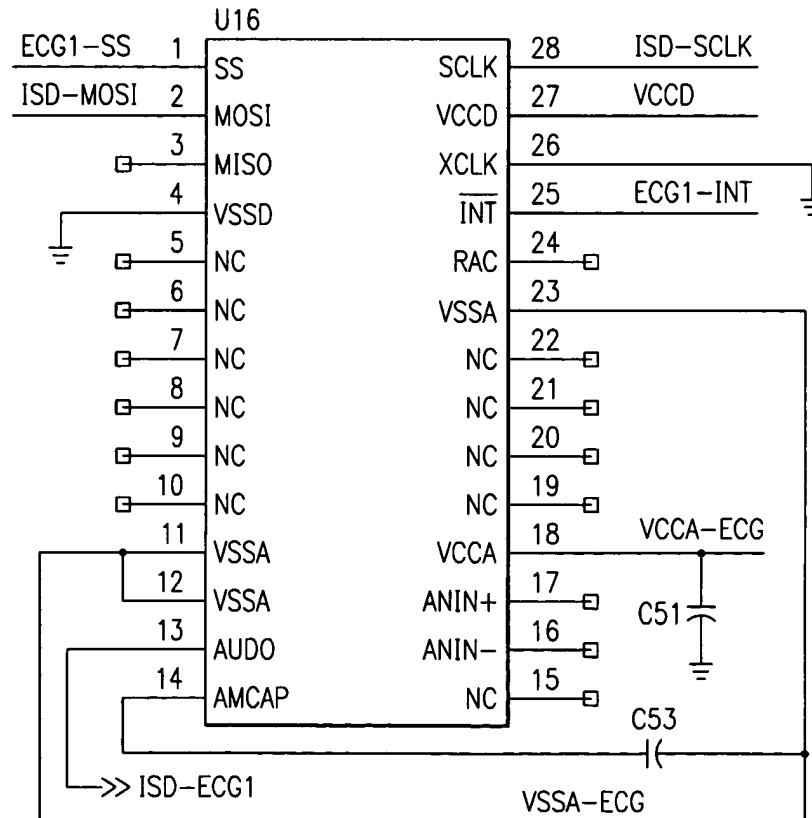 U16
ECG1-SS 1 SS SCLK 28 ISD-SCLK
ISD-MOSI 2 MOSI VCCD 27 VCCD
3 MISO XCLK 26
4 VSSD INT 25 ECG1-INT
5 NC RAC 24
6 NC VSSA 23
7 NC NC 22
8 NC NC 21
9 NC NC 20
10 NC NC 19
11 VSSA VCCA 18 VCCA-ECG
12 VSSA ANIN+ 17 C51
13 AUDO ANIN- 16
14 AMCAP NC 15
C53
ISD-ECG1
VSSA-ECG